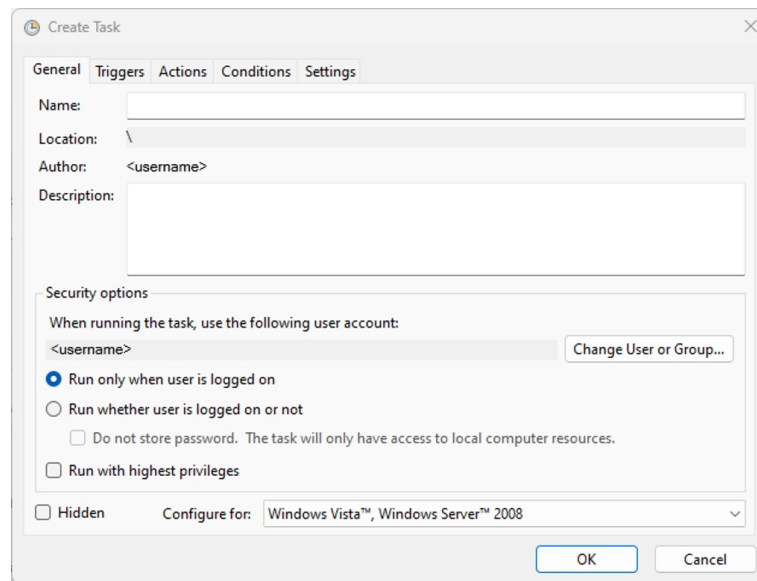 Create Task
General Triggers Actions Conditions Settings
Name:
Location: \
Author: <username>
Description:
Security options
When running the task, use the following user account:
<username> Change User or Group...
Run only when user is logged on
Run whether user is logged on or not
Do not store password. The task will only have access to local computer resources.
Run with highest privileges
Hidden Configure for: Windows Vista™, Windows Server™ 2008
OK Cancel